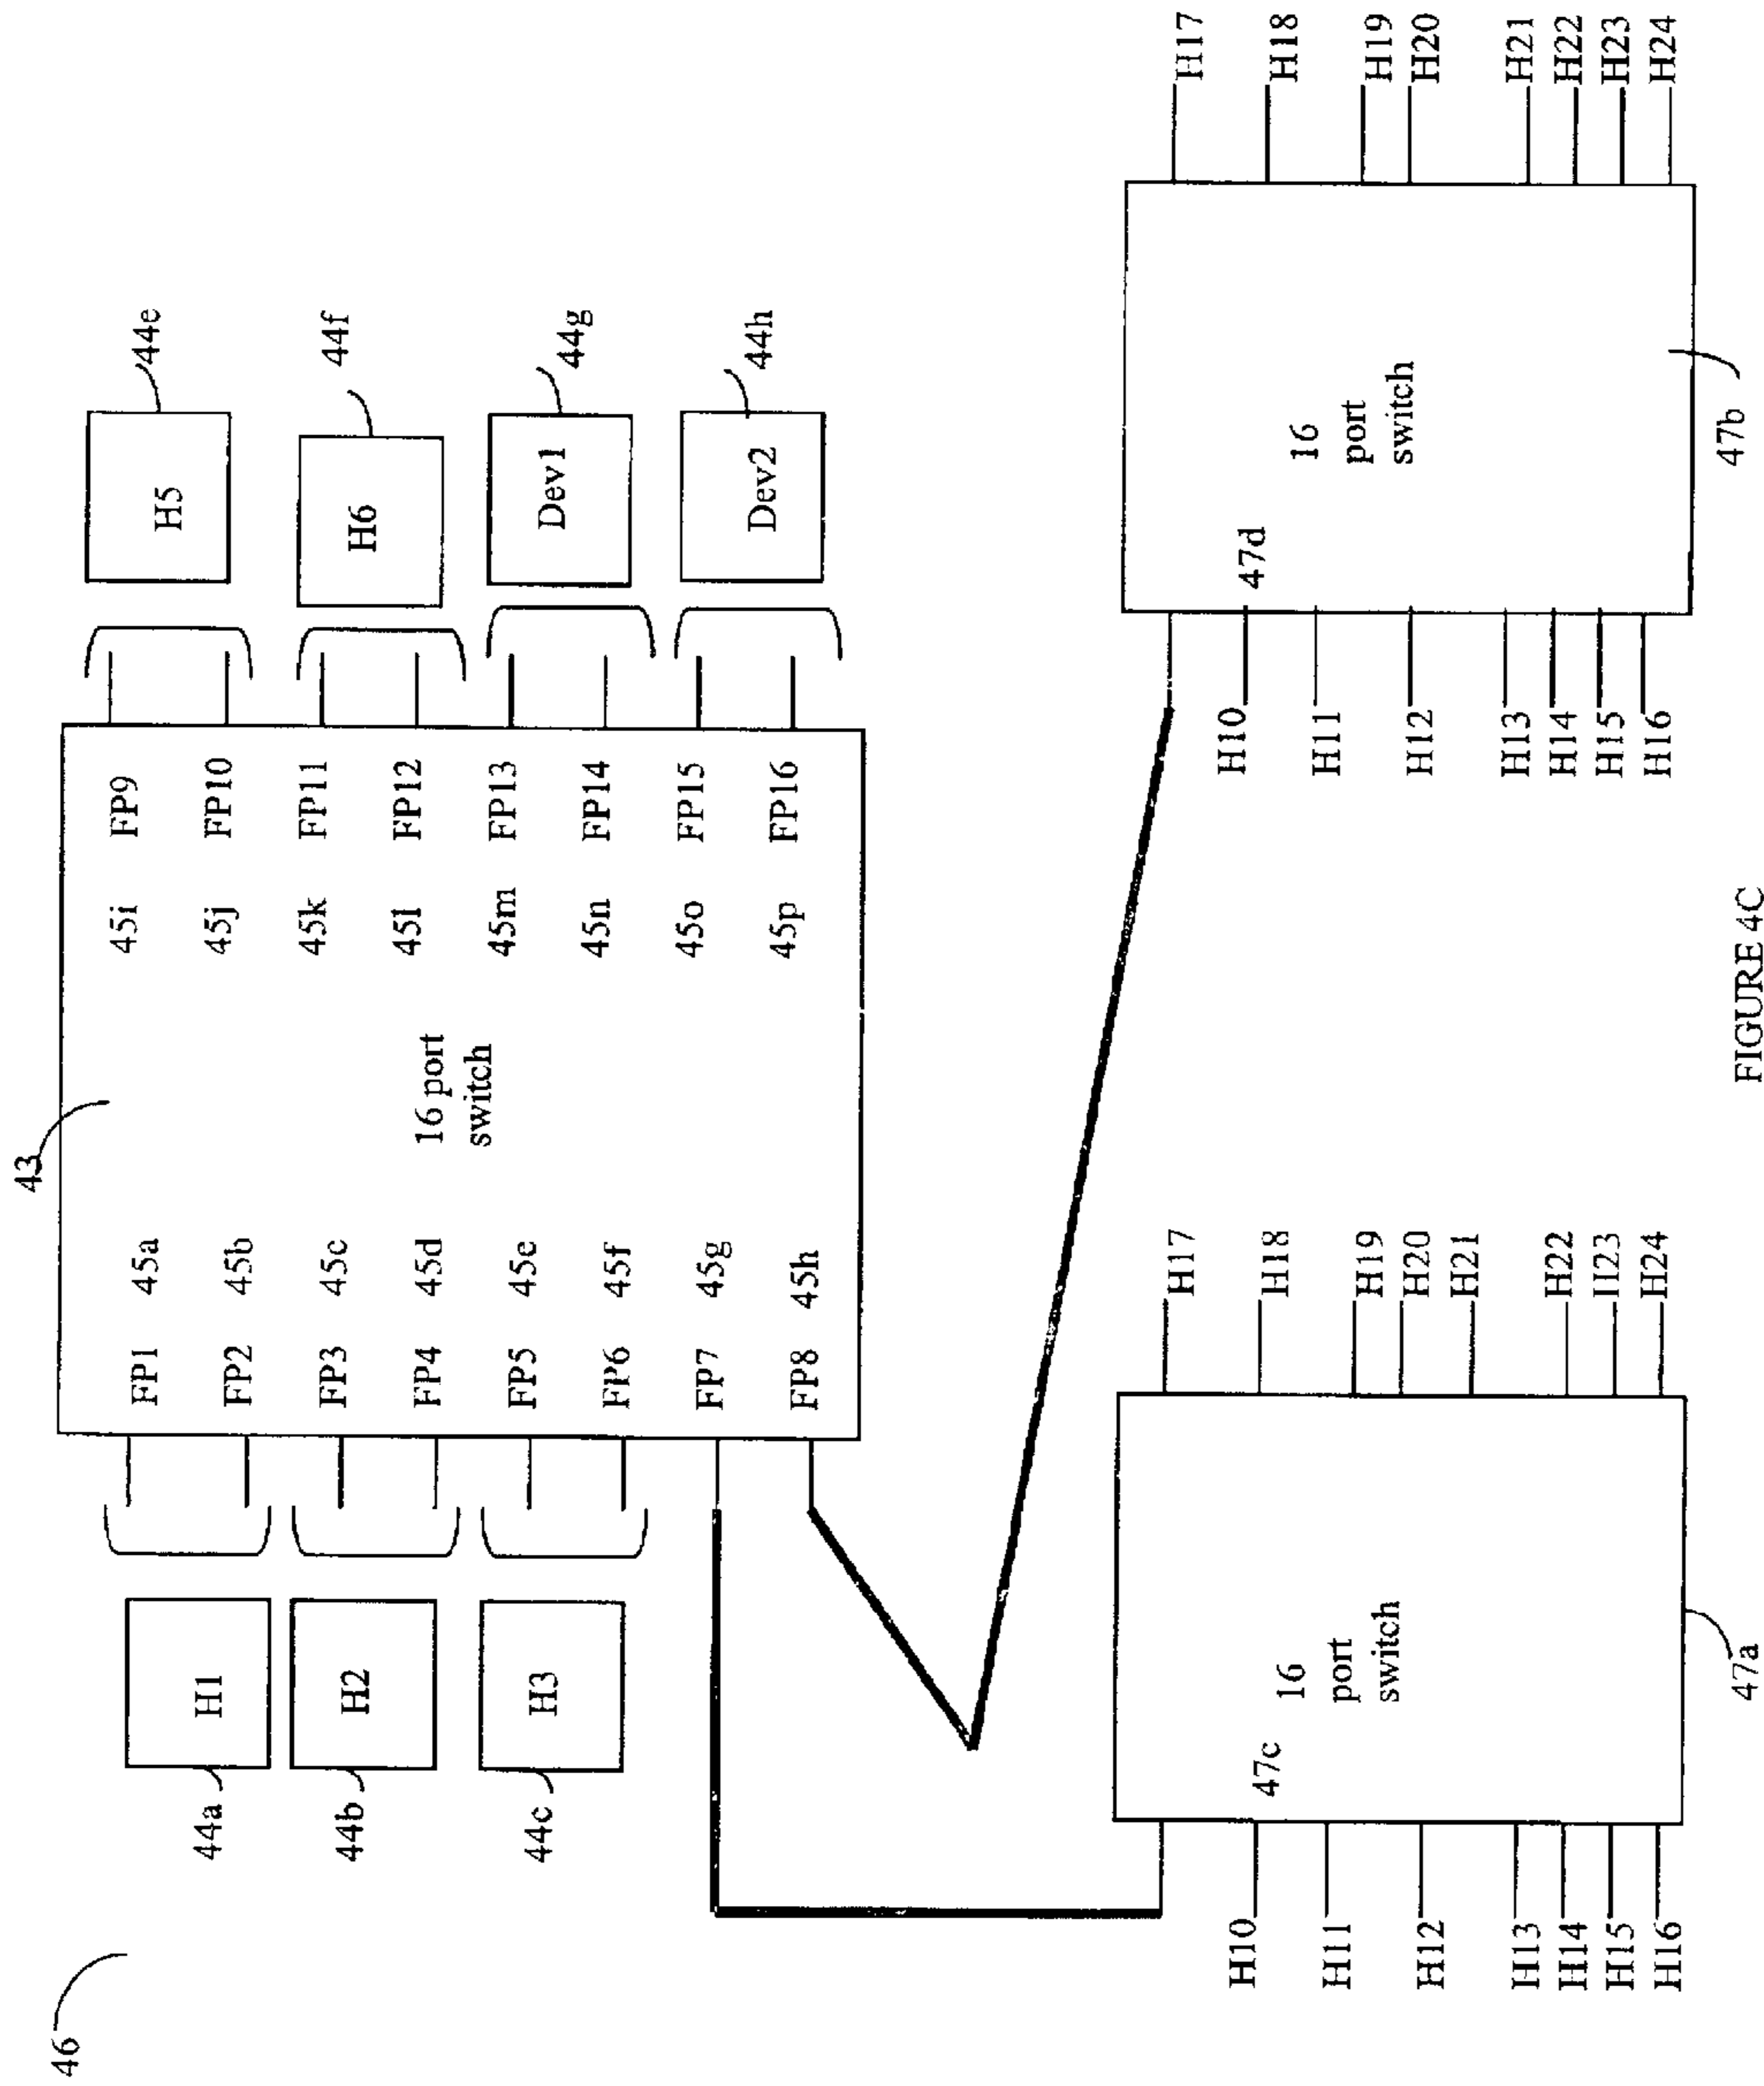 46
43
H1
44a
H2
44b
H3
44c
FP1 45a
FP2 45b
FP3 45c
FP4 45d
FP5 45e
FP6 45f
FP7 45g
FP8 45h
16 port
switch
45i FP9
45j FP10
45k FP11
45l FP12
45m FP13
45n FP14
45o FP15
45p FP16
H5
44e
H6
44f
Dev1
44g
Dev2
44h
H10
H11
H12
H13
H14
H15
H16
47c
16
port
switch
47a
H17
H18
H19
H20
H21
H22
H23
H24
H10
H11
H12
H13
H14
H15
H16
47d
16
port
switch
47b
H17
H18
H19
H20
H21
H22
H23
H24
FIGURE 4C